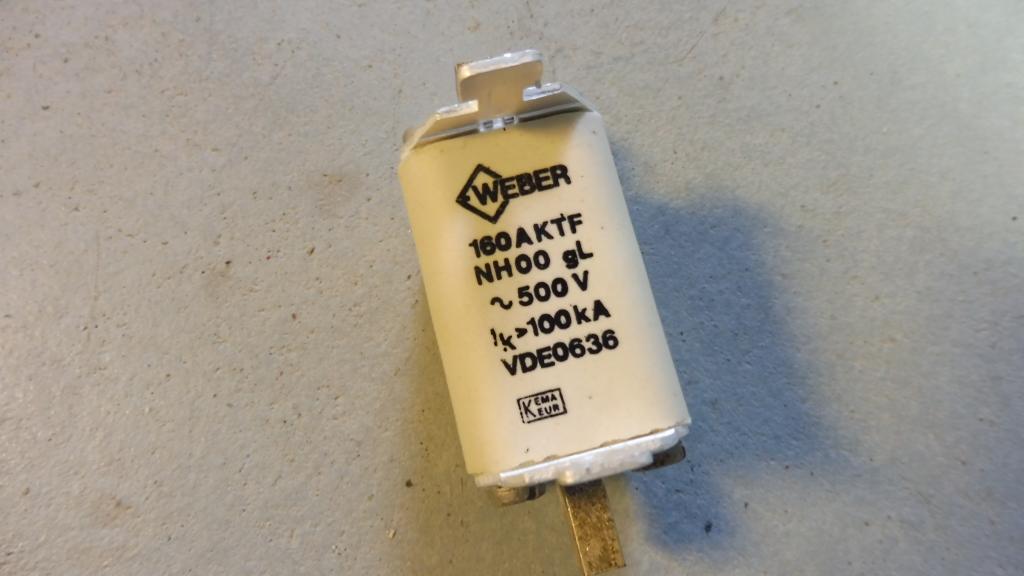 WEBER
160AKTF
NH00 gL
~500V
Ik>100kA
VDE0636
KEMA
KEUR